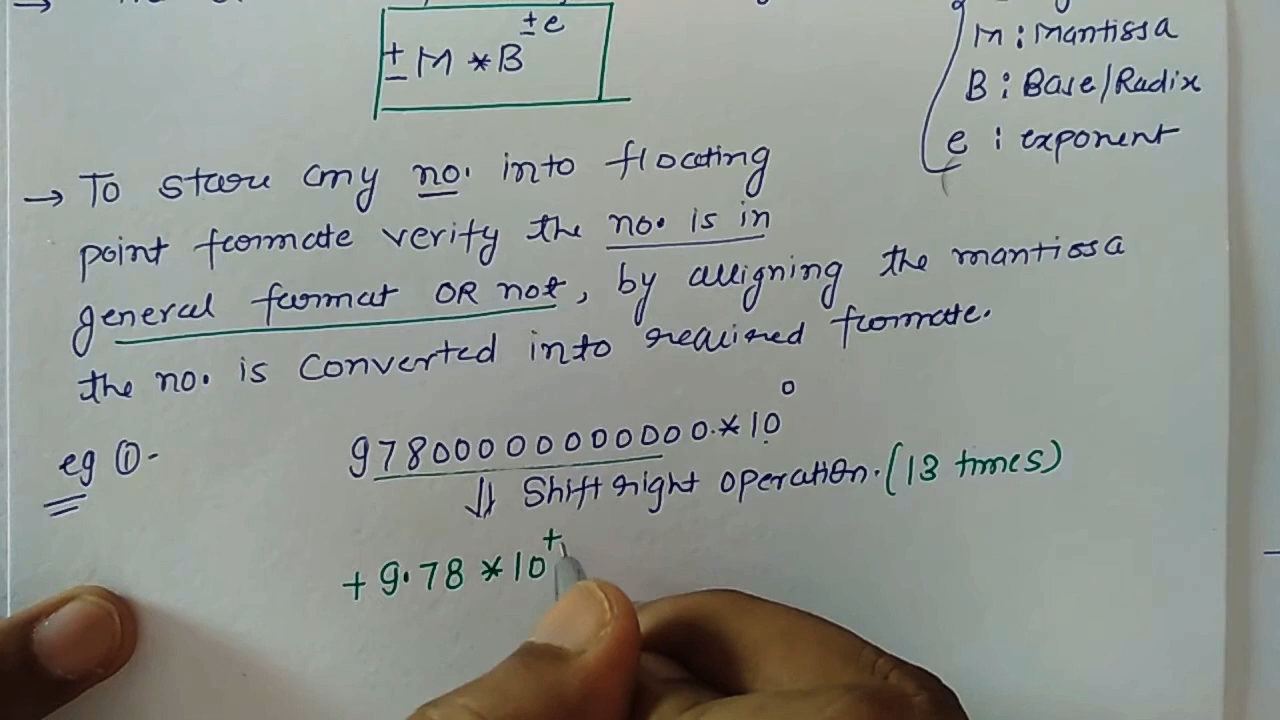 ± M * B ± e
M : Mantissa
B : Base/Radix
e : exponent
→ To store any no. into floating
point formate verify the no. is in
general format OR not, by alligning the mantissa
the no. is converted into required formate.
eg ①- 9780000000000.*10 0
⇓ Shift right operation. (13 times)
+ 9.78 * 10 +